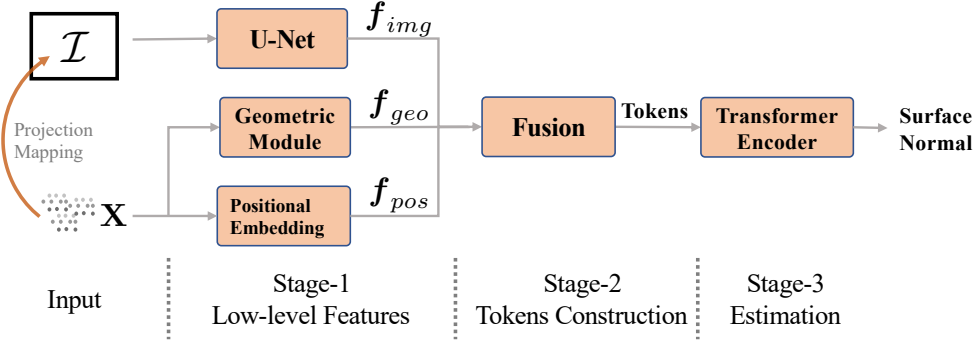 𝓘
U-Net
f_img
Projection
Mapping
Geometric
Module
f_geo
Fusion
Tokens
Transformer
Encoder
Surface
Normal
X
Positional
Embedding
f_pos
Input
Stage-1
Low-level Features
Stage-2
Tokens Construction
Stage-3
Estimation